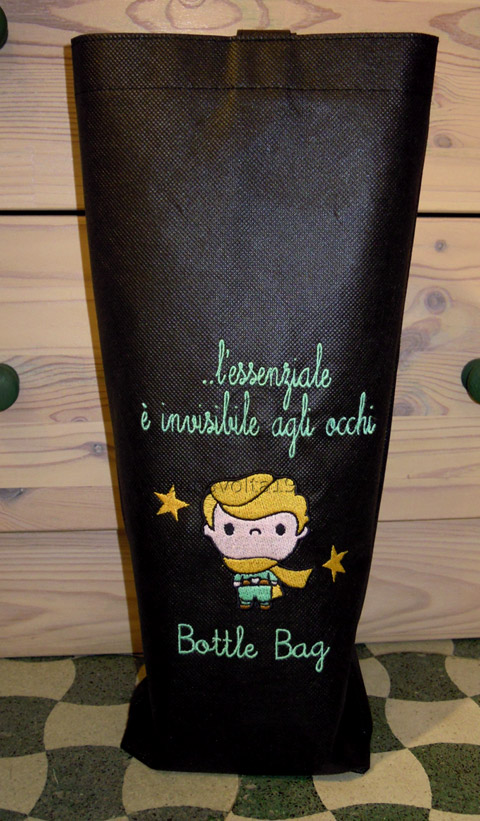 ..l'essenziale
è invisibile agli occhi
Bottle Bag